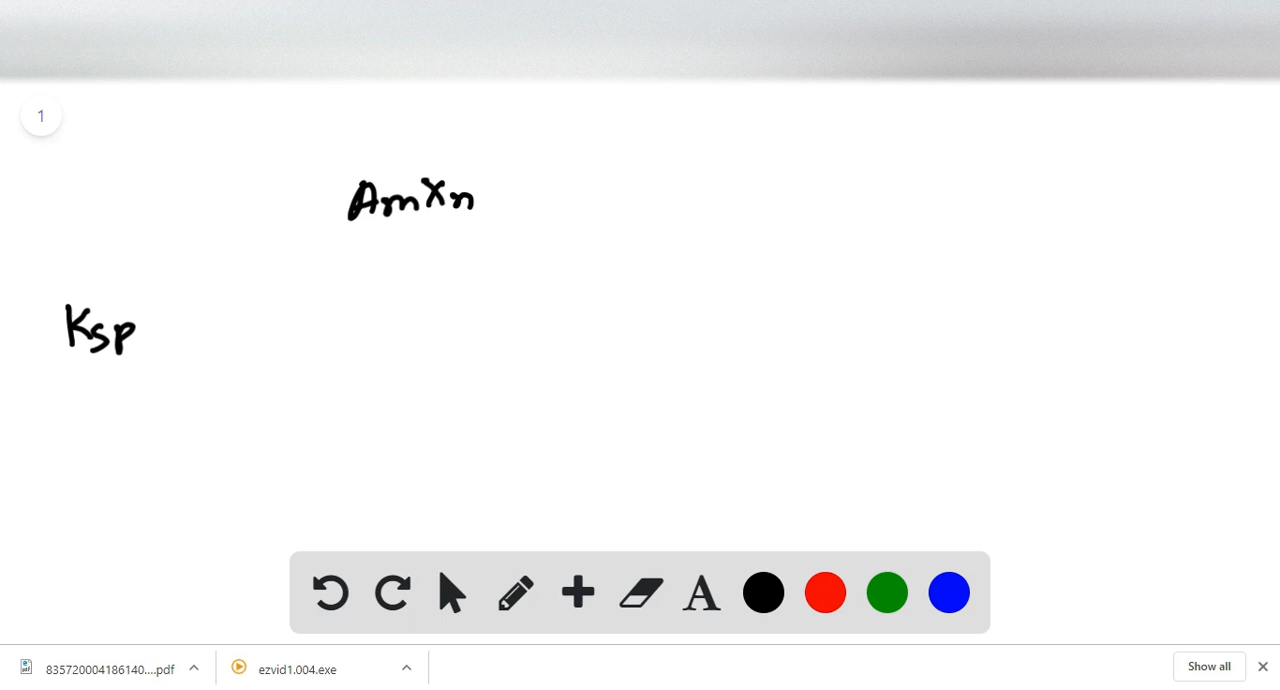 1
AmXn
Ksp
A
835720004186140....pdf
ezvid1.004.exe
Show all